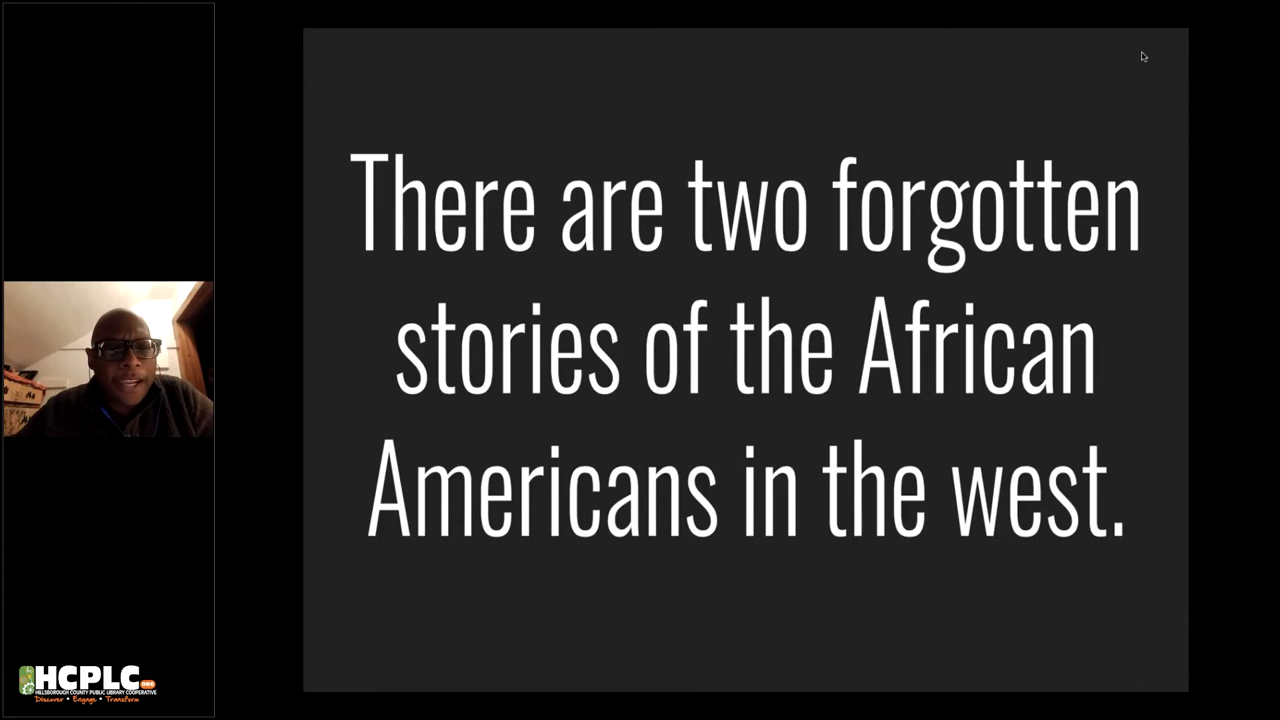 There are two forgotten
stories of the African
Americans in the west.
HCPLC.ORG
HILLSBOROUGH COUNTY PUBLIC LIBRARY COOPERATIVE
Discover • Engage • Transform